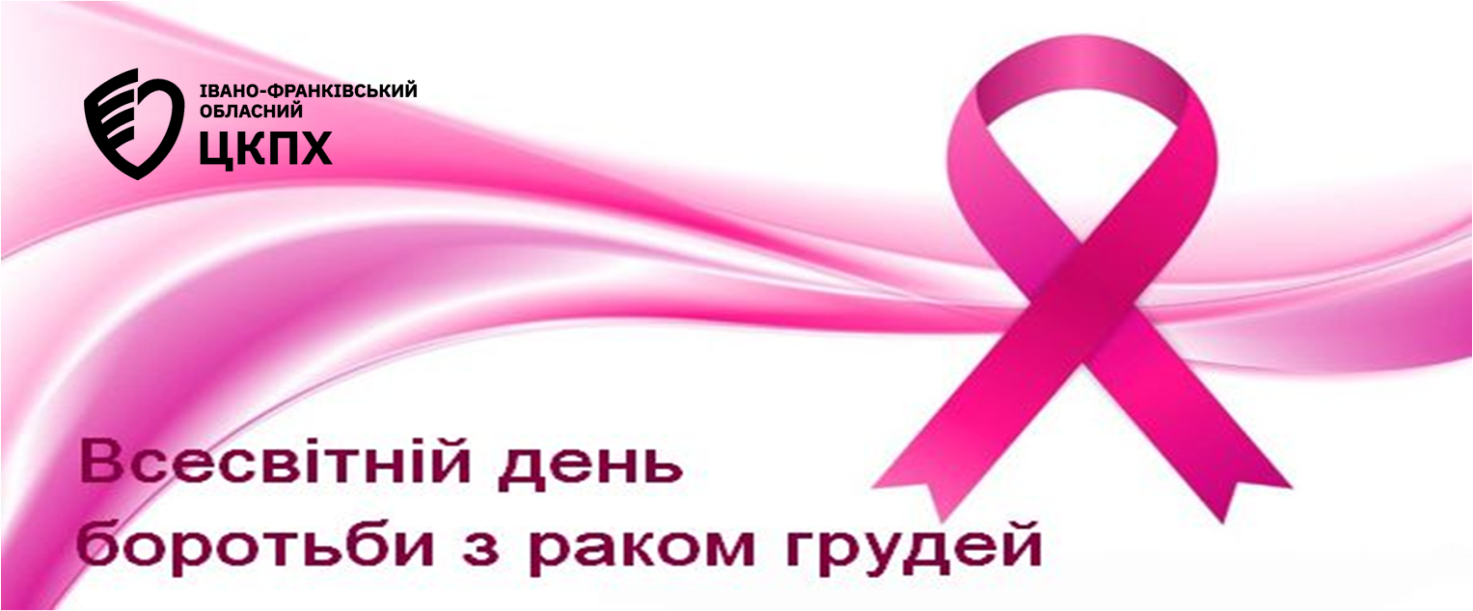 ІВАНО-ФРАНКІВСЬКИЙ
ОБЛАСНИЙ
ЦКПХ
Всесвітній день
боротьби з раком грудей